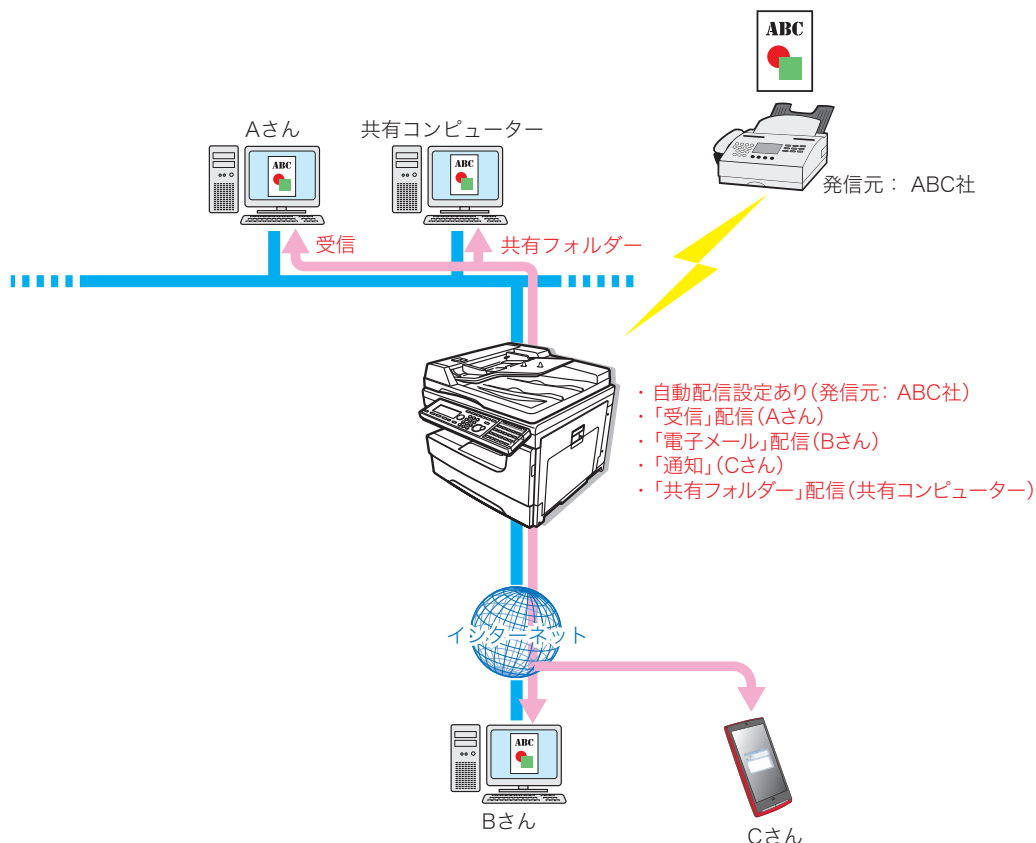 ABC
Aさん
共有コンピューター
ABC
ABC
発信元： ABC社
受信
共有フォルダー
・自動配信設定あり（発信元： ABC社）
・「受信」配信（Aさん）
・「電子メール」配信（Bさん）
・「通知」（Cさん）
・「共有フォルダー」配信（共有コンピューター）
インターネット
ABC
Bさん
Cさん